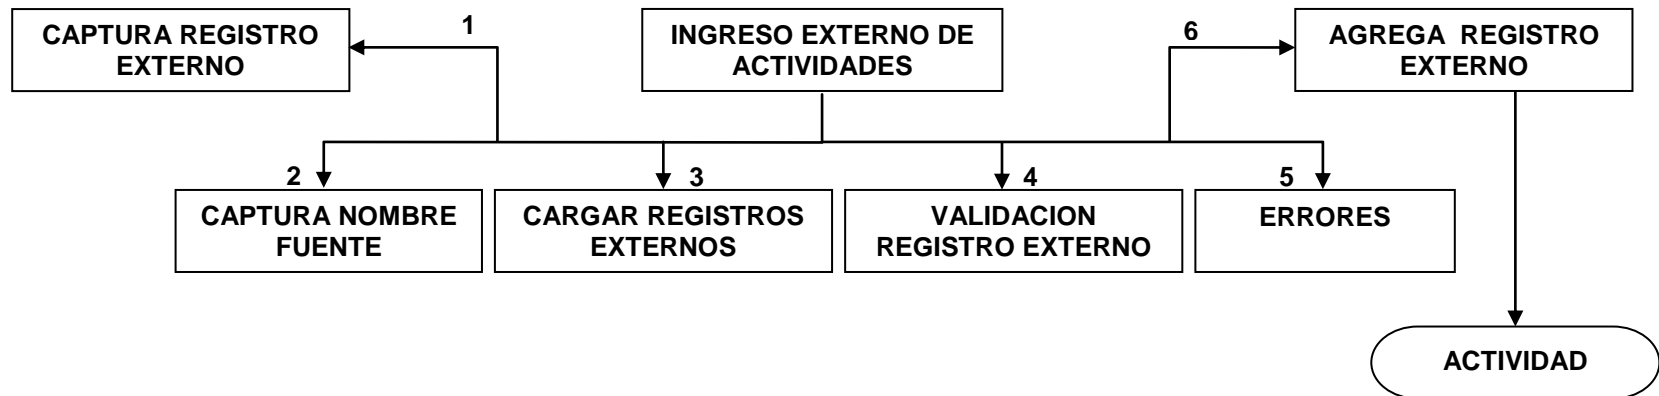 CAPTURA REGISTRO
EXTERNO
1
INGRESO EXTERNO DE
ACTIVIDADES
6
AGREGA REGISTRO
EXTERNO
2
CAPTURA NOMBRE
FUENTE
3
CARGAR REGISTROS
EXTERNOS
4
VALIDACION
REGISTRO EXTERNO
5
ERRORES
ACTIVIDAD